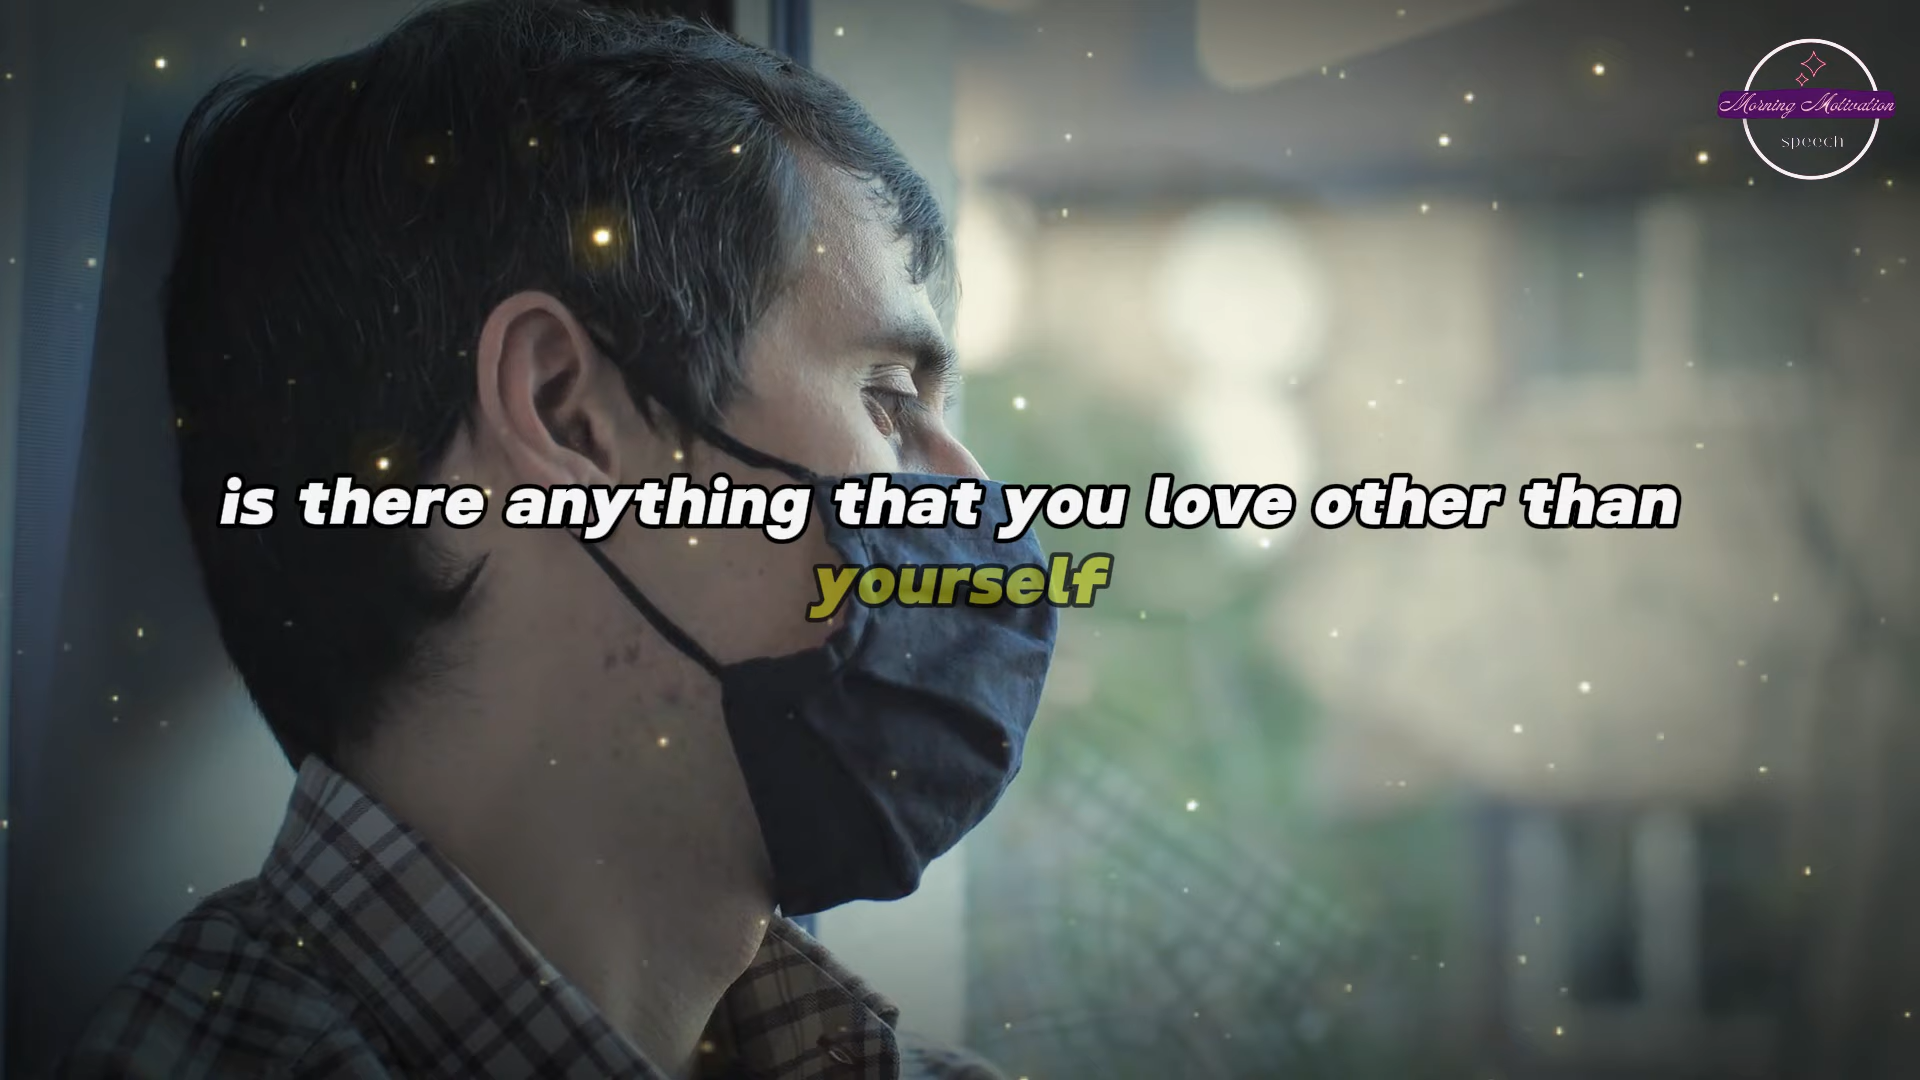 Morning Motivation
speech
is there anything that you love other than
yourself